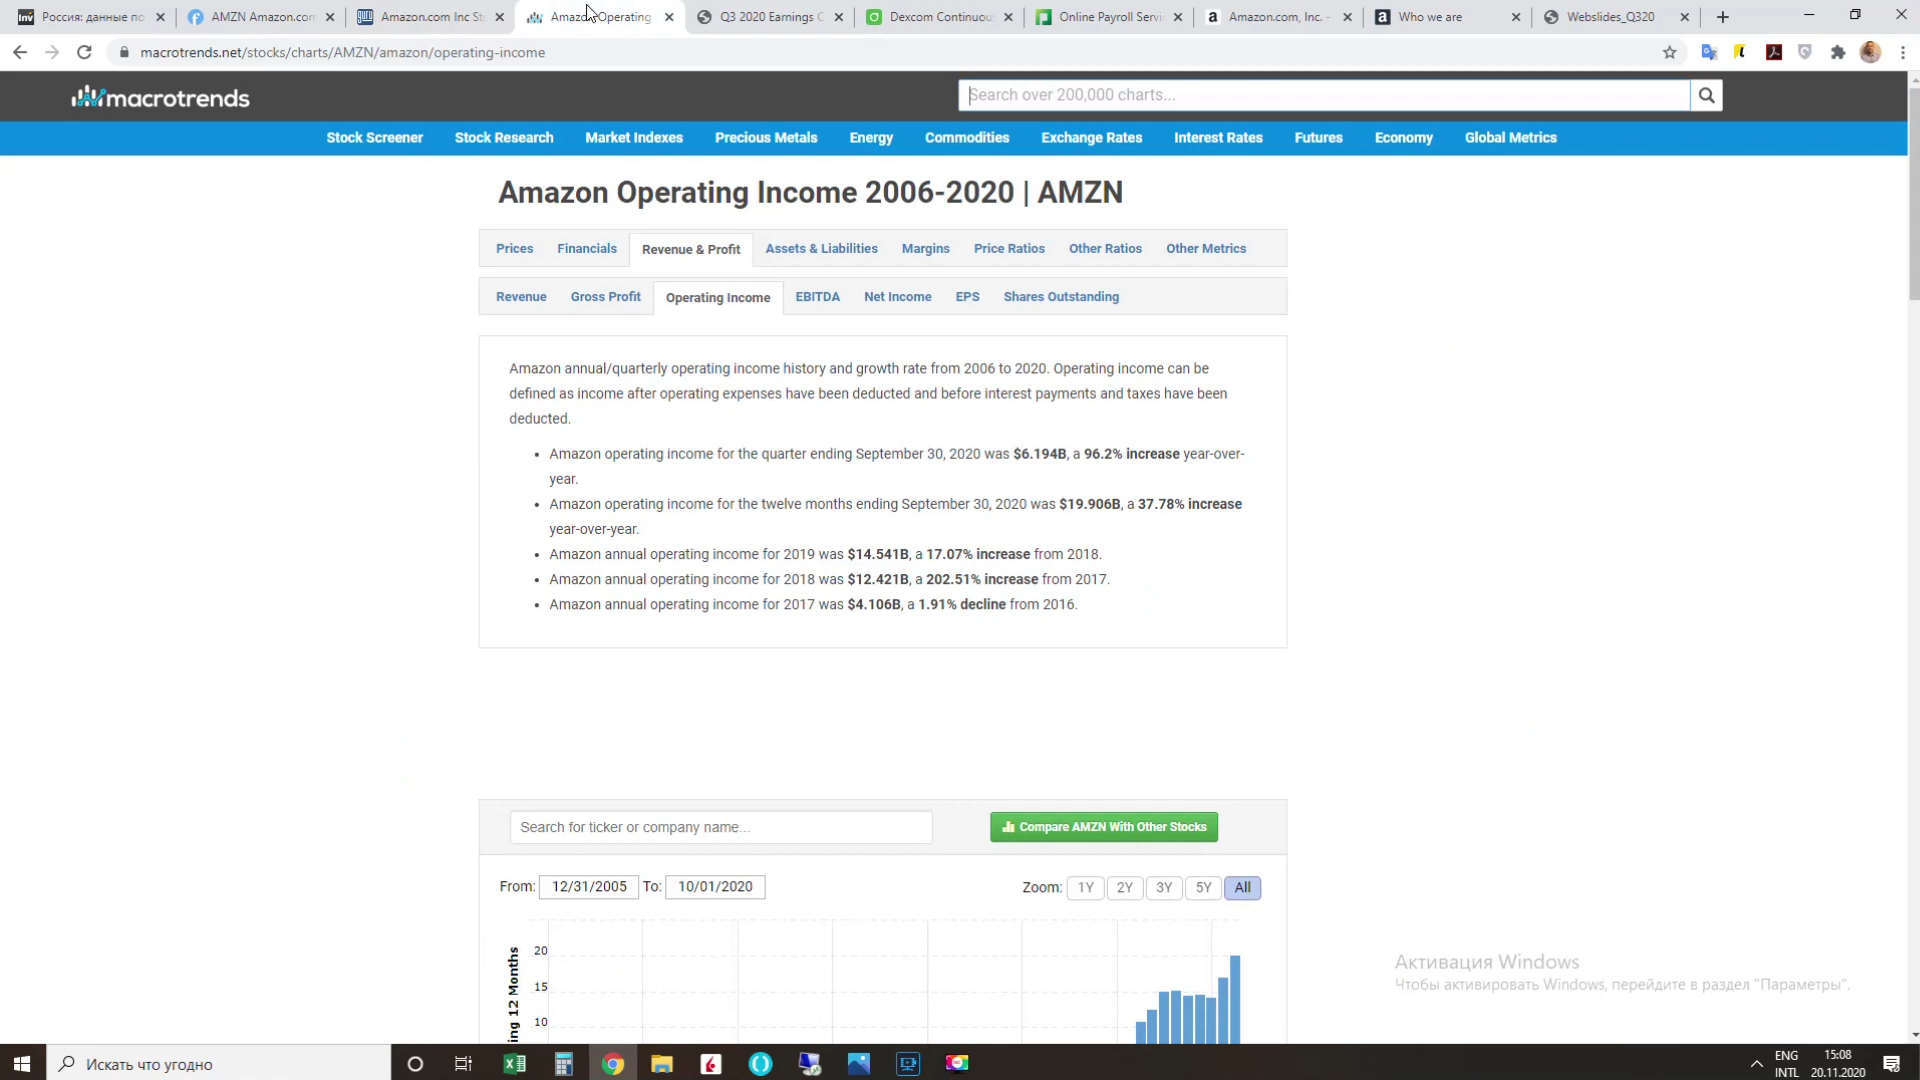 Россия: данные по
AMZN Amazon.com
Amazon.com Inc Sto
Amazon Operating
Q3 2020 Earnings C
Dexcom Continuou
Online Payroll Servi
Amazon.com, Inc. -
Who we are
Webslides_Q320
macrotrends.net/stocks/charts/AMZN/amazon/operating-income
macrotrends
Search over 200,000 charts...
Stock Screener
Stock Research
Market Indexes
Precious Metals
Energy
Commodities
Exchange Rates
Interest Rates
Futures
Economy
Global Metrics
Amazon Operating Income 2006-2020 | AMZN
Prices
Financials
Revenue & Profit
Assets & Liabilities
Margins
Price Ratios
Other Ratios
Other Metrics
Revenue
Gross Profit
Operating Income
EBITDA
Net Income
EPS
Shares Outstanding
Amazon annual/quarterly operating income history and growth rate from 2006 to 2020. Operating income can be
defined as income after operating expenses have been deducted and before interest payments and taxes have been
deducted.
• Amazon operating income for the quarter ending September 30, 2020 was $6.194B, a 96.2% increase year-over-
year.
• Amazon operating income for the twelve months ending September 30, 2020 was $19.906B, a 37.78% increase
year-over-year.
• Amazon annual operating income for 2019 was $14.541B, a 17.07% increase from 2018.
• Amazon annual operating income for 2018 was $12.421B, a 202.51% increase from 2017.
• Amazon annual operating income for 2017 was $4.106B, a 1.91% decline from 2016.
Search for ticker or company name...
Compare AMZN With Other Stocks
From: 12/31/2005 To: 10/01/2020
Zoom: 1Y 2Y 3Y 5Y All
20
15
10
ing 12 Months
Активация Windows
Чтобы активировать Windows, перейдите в раздел "Параметры".
Искать что угодно
ENG
INTL
15:08
20.11.2020